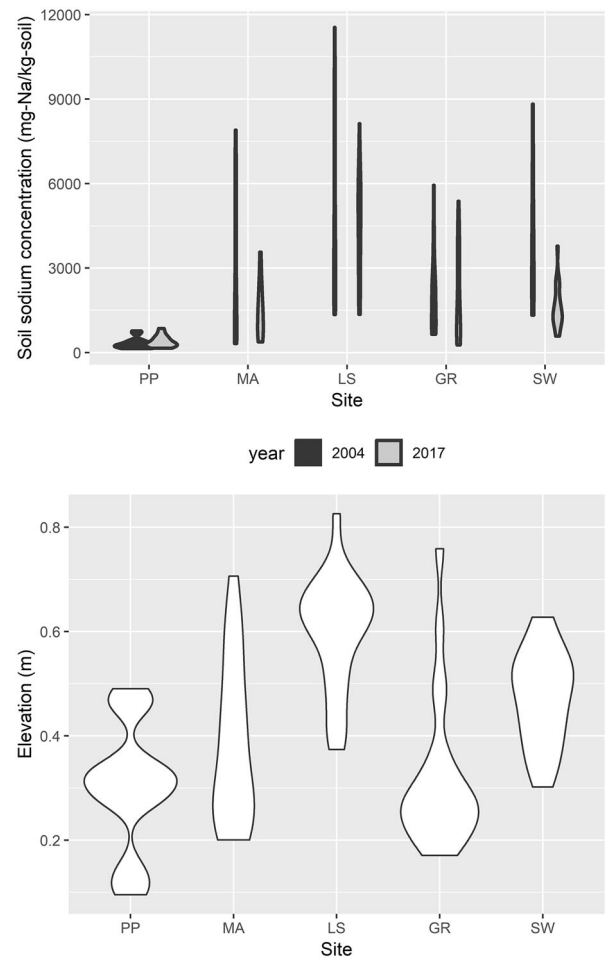 Soil sodium concentration (mg-Na/kg-soil)
12000
9000
6000
3000
0
PP MA LS GR SW
Site
year 2004 2017
Elevation (m)
0.8
0.6
0.4
0.2
PP MA LS GR SW
Site